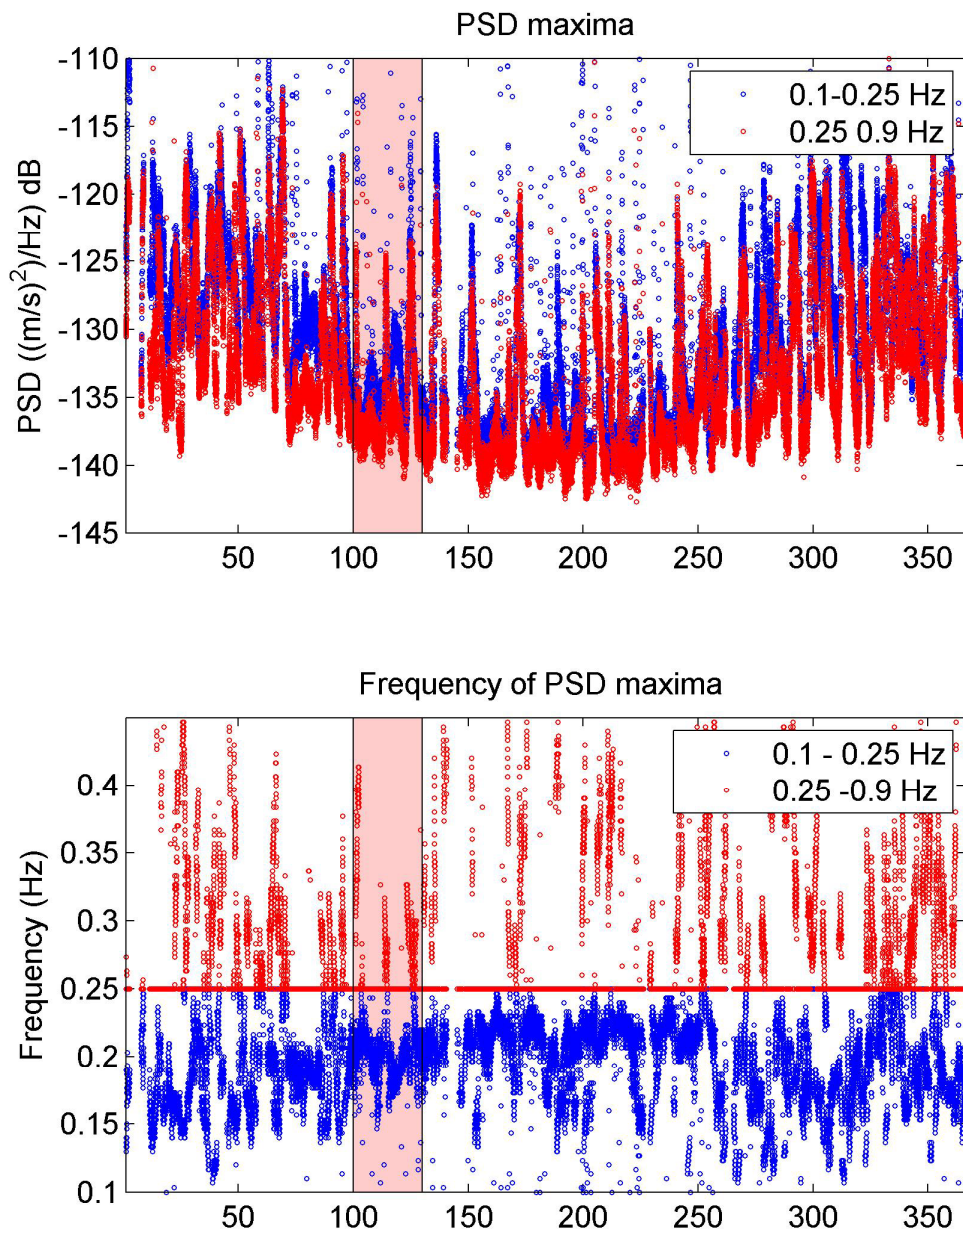 PSD maxima
-110
-115
-120
-125
-130
-135
-140
-145
PSD ((m/s)²)/Hz) dB
0.1-0.25 Hz
0.25 0.9 Hz
50 100 150 200 250 300 350
Frequency of PSD maxima
0.4
0.35
0.3
0.25
0.2
0.15
0.1
Frequency (Hz)
0.1 - 0.25 Hz
0.25 -0.9 Hz
50 100 150 200 250 300 350